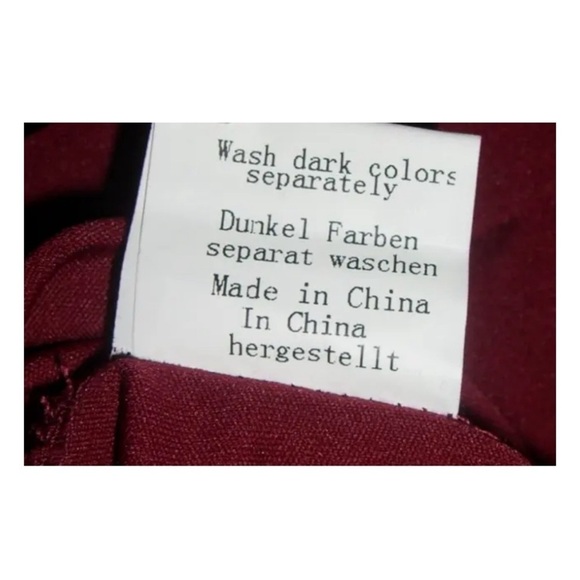 Wash dark colors
separately
Dunkel Farben
separat waschen
Made in China
In China
hergestellt